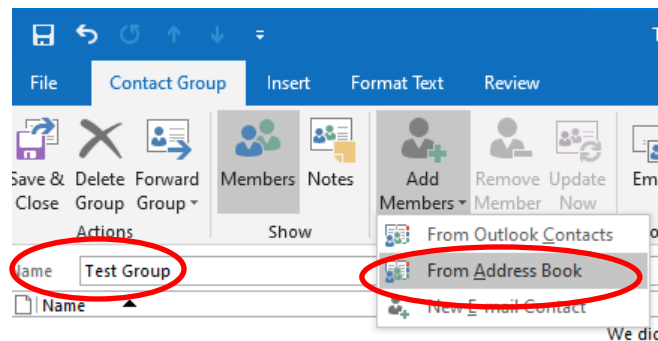 File Contact Group Insert Format Text Review
Save & Delete Forward Members Notes Add Remove Update
Close Group Group Members Member Now
Actions Show
From Outlook Contacts
Name Test Group
From Address Book
Name
New E-mail Contact
We